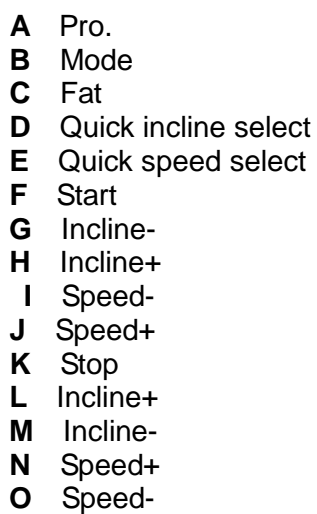 A Pro.
B Mode
C Fat
D Quick incline select
E Quick speed select
F Start
G Incline-
H Incline+
I Speed-
J Speed+
K Stop
L Incline+
M Incline-
N Speed+
O Speed-